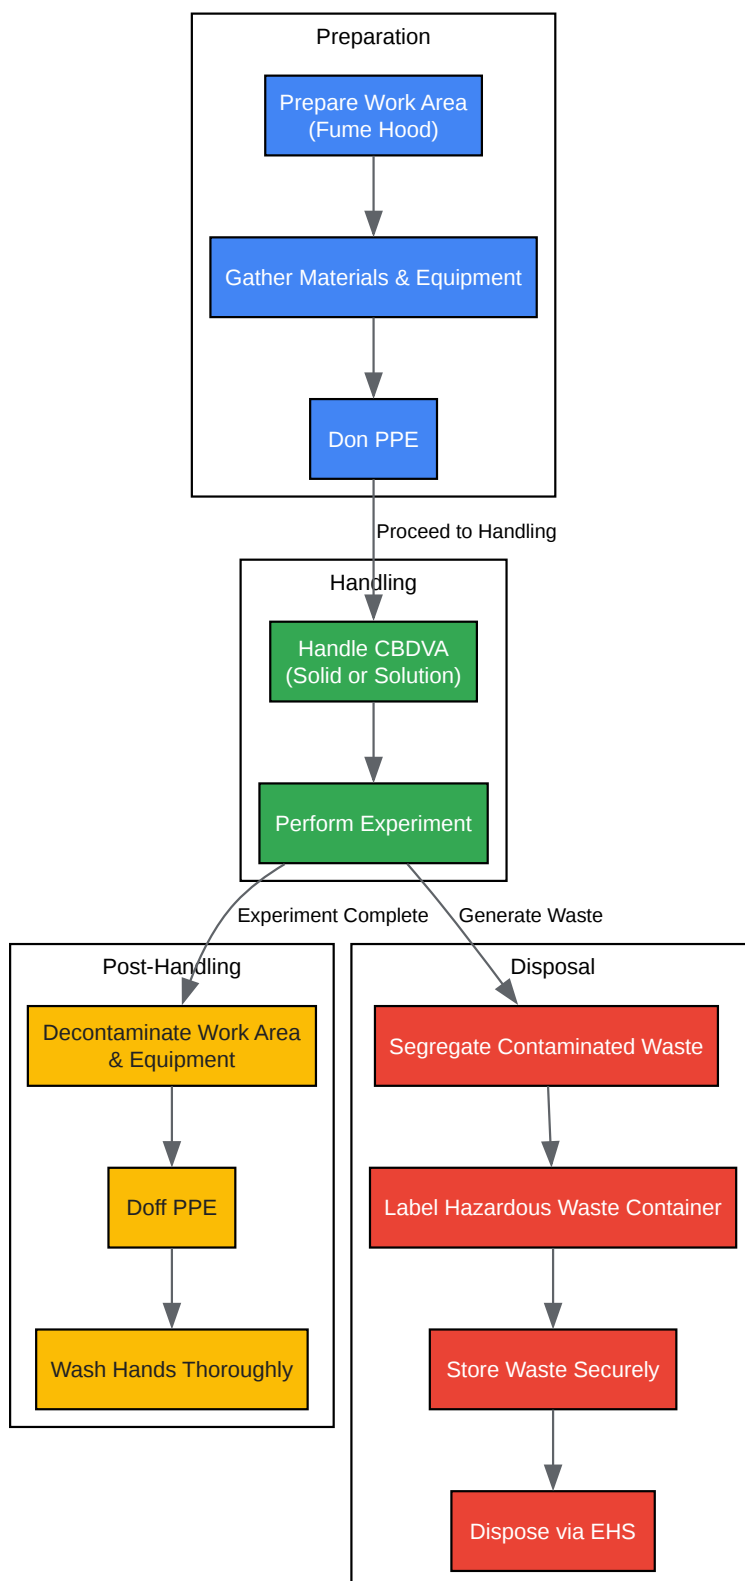 Preparation
Prepare Work Area
(Fume Hood)
Gather Materials & Equipment
Don PPE
Proceed to Handling
Handling
Handle CBDVA
(Solid or Solution)
Perform Experiment
Experiment Complete
Generate Waste
Post-Handling
Decontaminate Work Area
& Equipment
Doff PPE
Wash Hands Thoroughly
Disposal
Segregate Contaminated Waste
Label Hazardous Waste Container
Store Waste Securely
Dispose via EHS